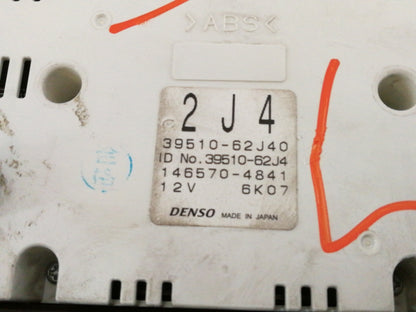 >ABS<
2J4
39510-62J40
ID No.39510-62J4
146570-4841
12V 6K07
DENSO MADE IN JAPAN